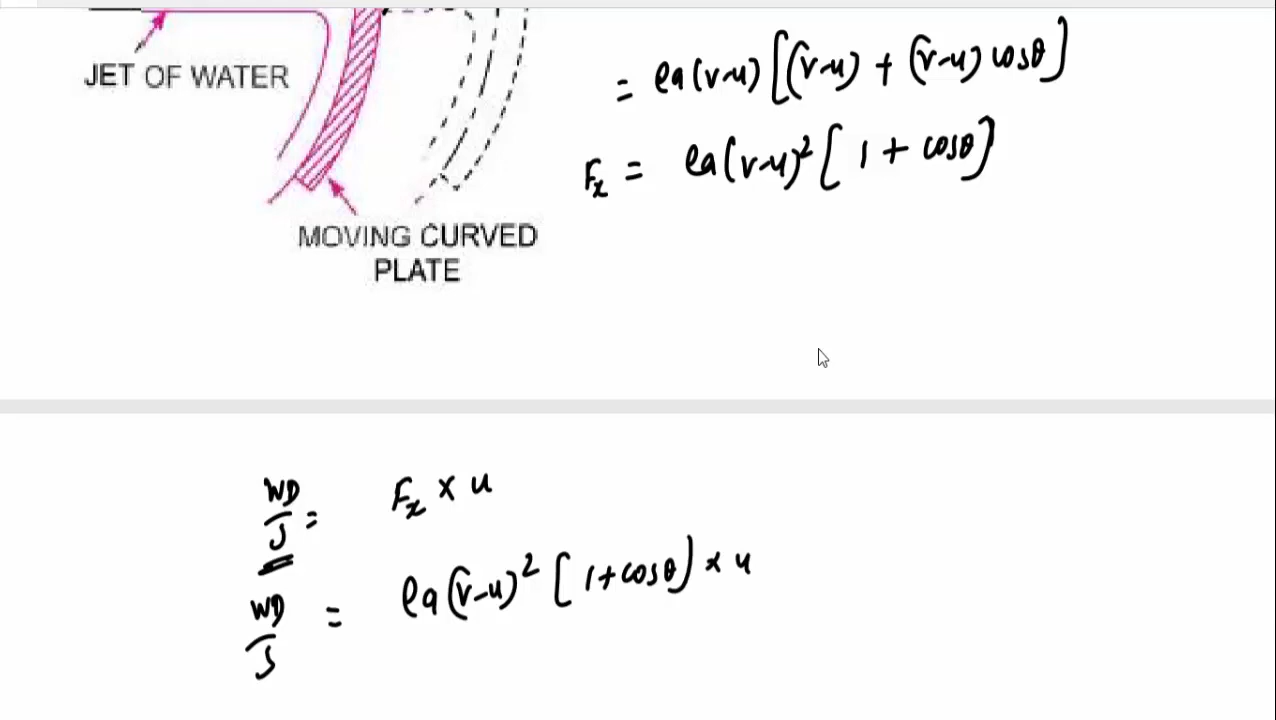 JET OF WATER
= ρa(v-u) [(v-u) + (v-u) cosθ]
Fx = ρa(v-u)² [1 + cosθ]
MOVING CURVED
PLATE
WD/S = Fx × u
WD/S = ρa(v-u)² [1+cosθ) × u